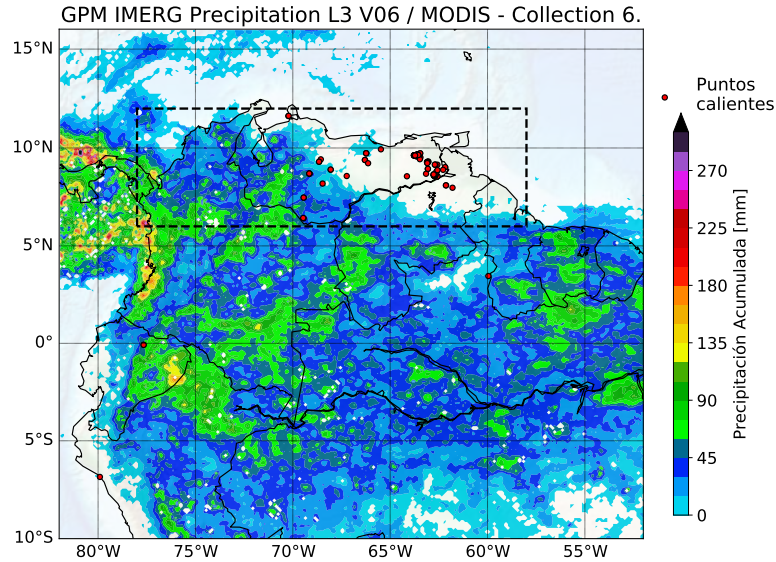 GPM IMERG Precipitation L3 V06 / MODIS - Collection 6.
15°N
10°N
5°N
0°
5°S
10°S
80°W
75°W
70°W
65°W
60°W
55°W
Puntos
calientes
270
225
180
135
90
45
0
Precipitación Acumulada [mm]